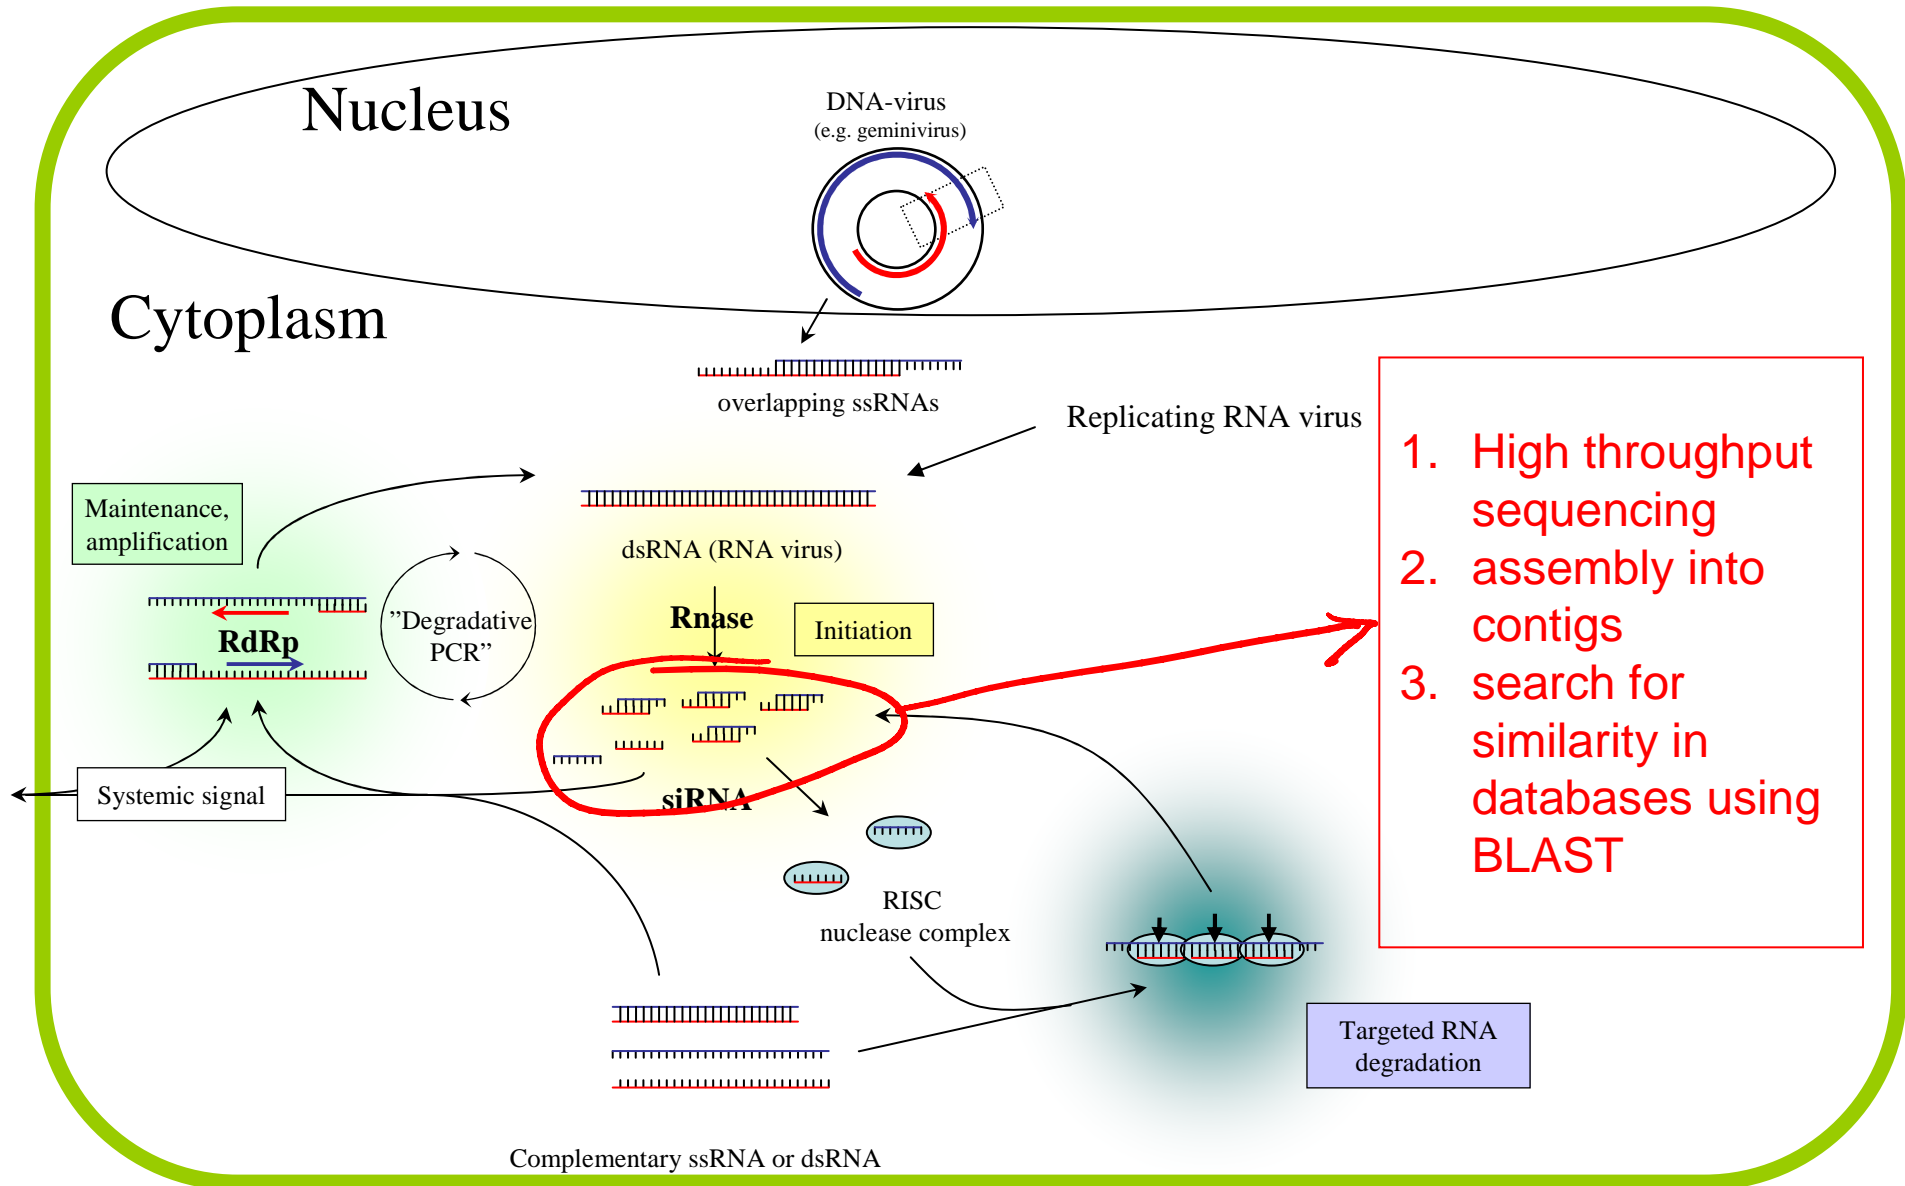 Nucleus
DNA-virus
(e.g. geminivirus)
Cytoplasm
overlapping ssRNAs
Replicating RNA virus
Maintenance,
amplification
dsRNA (RNA virus)
Rnase
Initiation
RdRp
”Degradative
PCR”
Systemic signal
siRNA
RISC
nuclease complex
Targeted RNA
degradation
Complementary ssRNA or dsRNA
1. High throughput
sequencing
2. assembly into
contigs
3. search for
similarity in
databases using
BLAST